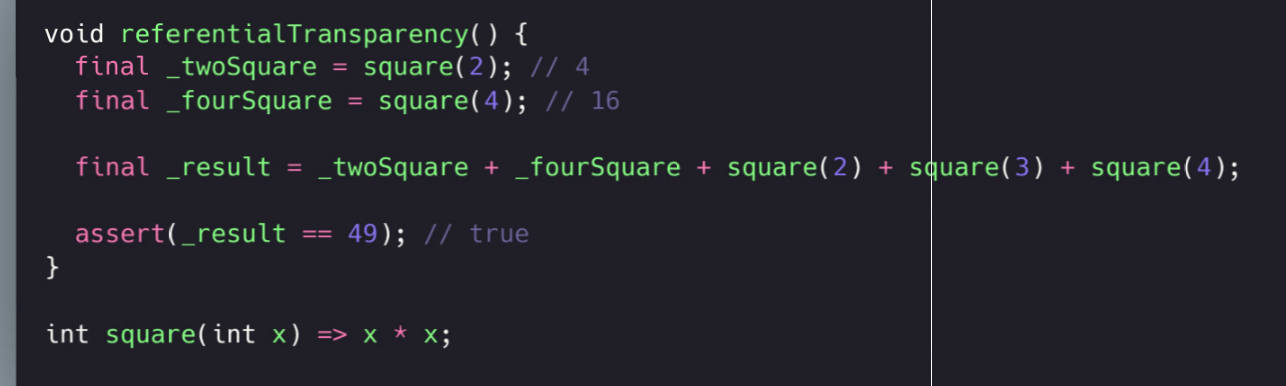 void referentialTransparency() {
  final _twoSquare = square(2); // 4
  final _fourSquare = square(4); // 16
  final _result = _twoSquare + _fourSquare + square(2) + square(3) + square(4);
  assert(_result == 49); // true
}
int square(int x) => x * x;